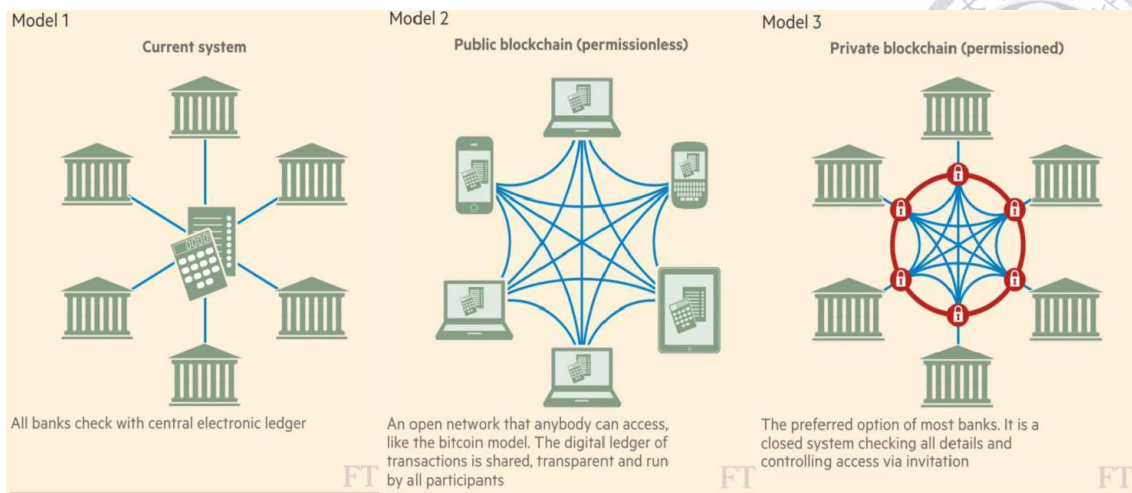 Model 1
Current system
All banks check with central electronic ledger
FT
Model 2
Public blockchain (permissionless)
An open network that anybody can access,
like the bitcoin model. The digital ledger of
transactions is shared, transparent and run
by all participants
FT
Model 3
Private blockchain (permissioned)
The preferred option of most banks. It is a
closed system checking all details and
controlling access via invitation
FT